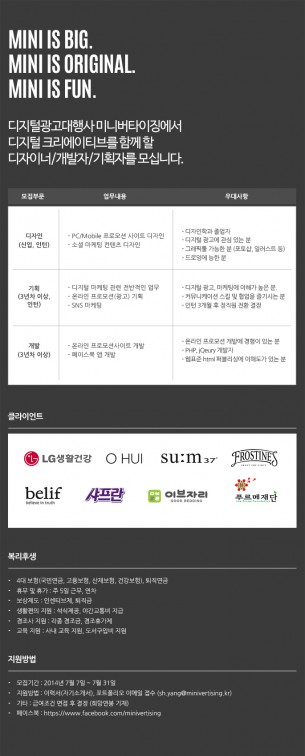 MINI IS BIG.
MINI IS ORIGINAL.
MINI IS FUN.
디지털광고대행사 미니버타이징에서
디지털 크리에이티브를 함께 할
디자이너/개발자/기획자를 모십니다.
모집부문 업무내용 우대사항
디자인
(신입, 인턴)
- PC/Mobile 프로모션 사이트 디자인
- 소셜 마케팅 컨텐츠 디자인
- 디자인학과 졸업자
- 디지털 광고에 관심 있는 분
- 그래픽툴 가능한 분 (포토샵, 일러스트 등)
- 드로잉에 능한 분
기획
(3년차 이상,
인턴)
- 디지털 마케팅 관련 전반적인 업무
- 온라인 프로모션(광고) 기획
- SNS 마케팅
- 디지털 광고, 마케팅에 이해가 높은 분.
- 커뮤니케이션 스킬 및 협업을 즐기시는 분
- 인턴 3개월 후 정직원 전환 결정
개발
(3년차 이상)
- 온라인 프로모션사이트 개발
- 페이스북 앱 개발
- 온라인 프로모션 개발에 경험이 있는 분
- PHP, jQeury 개발자
- 웹표준 html 퍼블리싱에 이해도가 있는 분
클라이언트
LG생활건강 O HUI su:m37° FROSTINES
belif
believe in truth
샤프란 이브자리 푸르메재단
복리후생
- 4대 보험(국민연금, 고용보험, 산재보험, 건강보험), 퇴직연금
- 휴무 및 휴가 : 주 5일 근무, 연차
- 보상제도 : 인센티브제, 퇴직금
- 생활편의 지원 : 석식제공, 야간교통비 지급
- 경조사 지원 : 각종 경조금, 경조휴가제
- 교육 지원 : 사내 교육 지원, 도서구입비 지원
지원방법
- 모집기간 : 2014년 7월 7일 ~ 7월 31일
- 지원방법 : 이력서(자기소개서), 포트폴리오 이메일 접수 (sh.yang@minivertising.kr)
- 기타 : 급여조건 면접 후 결정 (희망연봉 기재)
- 페이스북 : https://www.facebook.com/minivertising